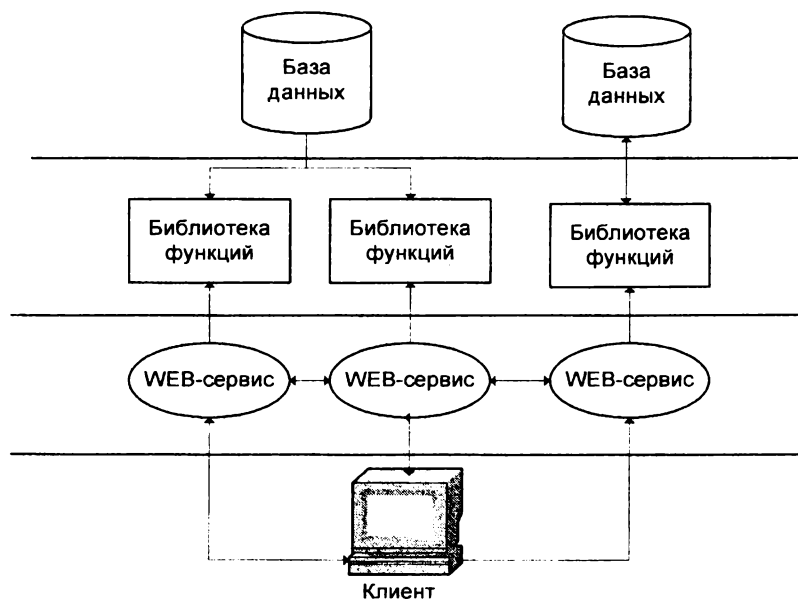 База
данных
База
данных
Библиотека
функций
Библиотека
функций
Библиотека
функций
WEB-сервис
WEB-сервис
WEB-сервис
Клиент